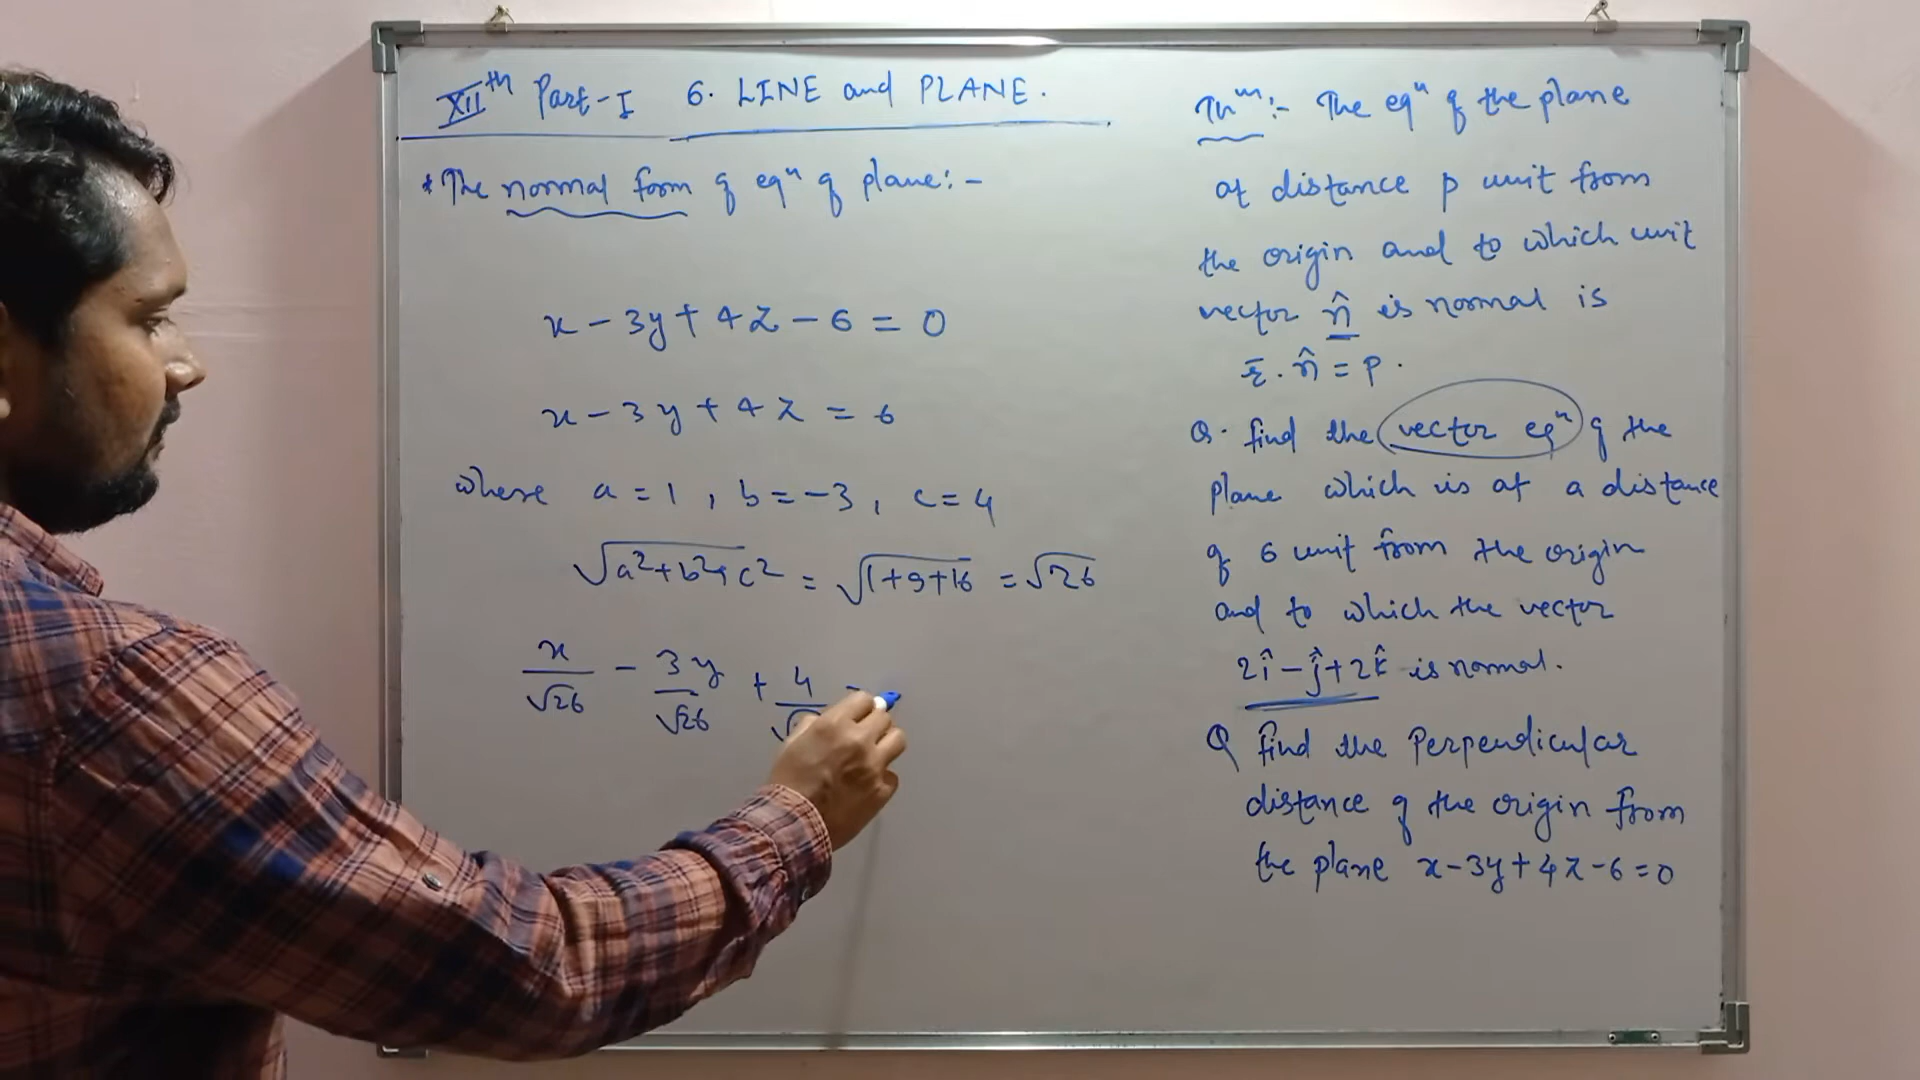 XIIth Part-I 6. LINE and PLANE.
* The normal form of eqn of plane:-
x - 3y + 4z - 6 = 0
x - 3y + 4z = 6
where a = 1, b = -3, c = 4
√a²+b²+c² = √1+9+16 = √26
x/√26 - 3y/√26 + 4/√
Thm :- The eqn of the plane
at distance p unit from
the origin and to which unit
vector n̂ is normal is
r̄ . n̂ = p .
Q. find the vector eqn of the
plane which is at a distance
of 6 unit from the origin
and to which the vector
2î - ĵ + 2k̂ is normal.
Q find the Perpendicular
distance of the origin from
the plane x - 3y + 4z - 6 = 0